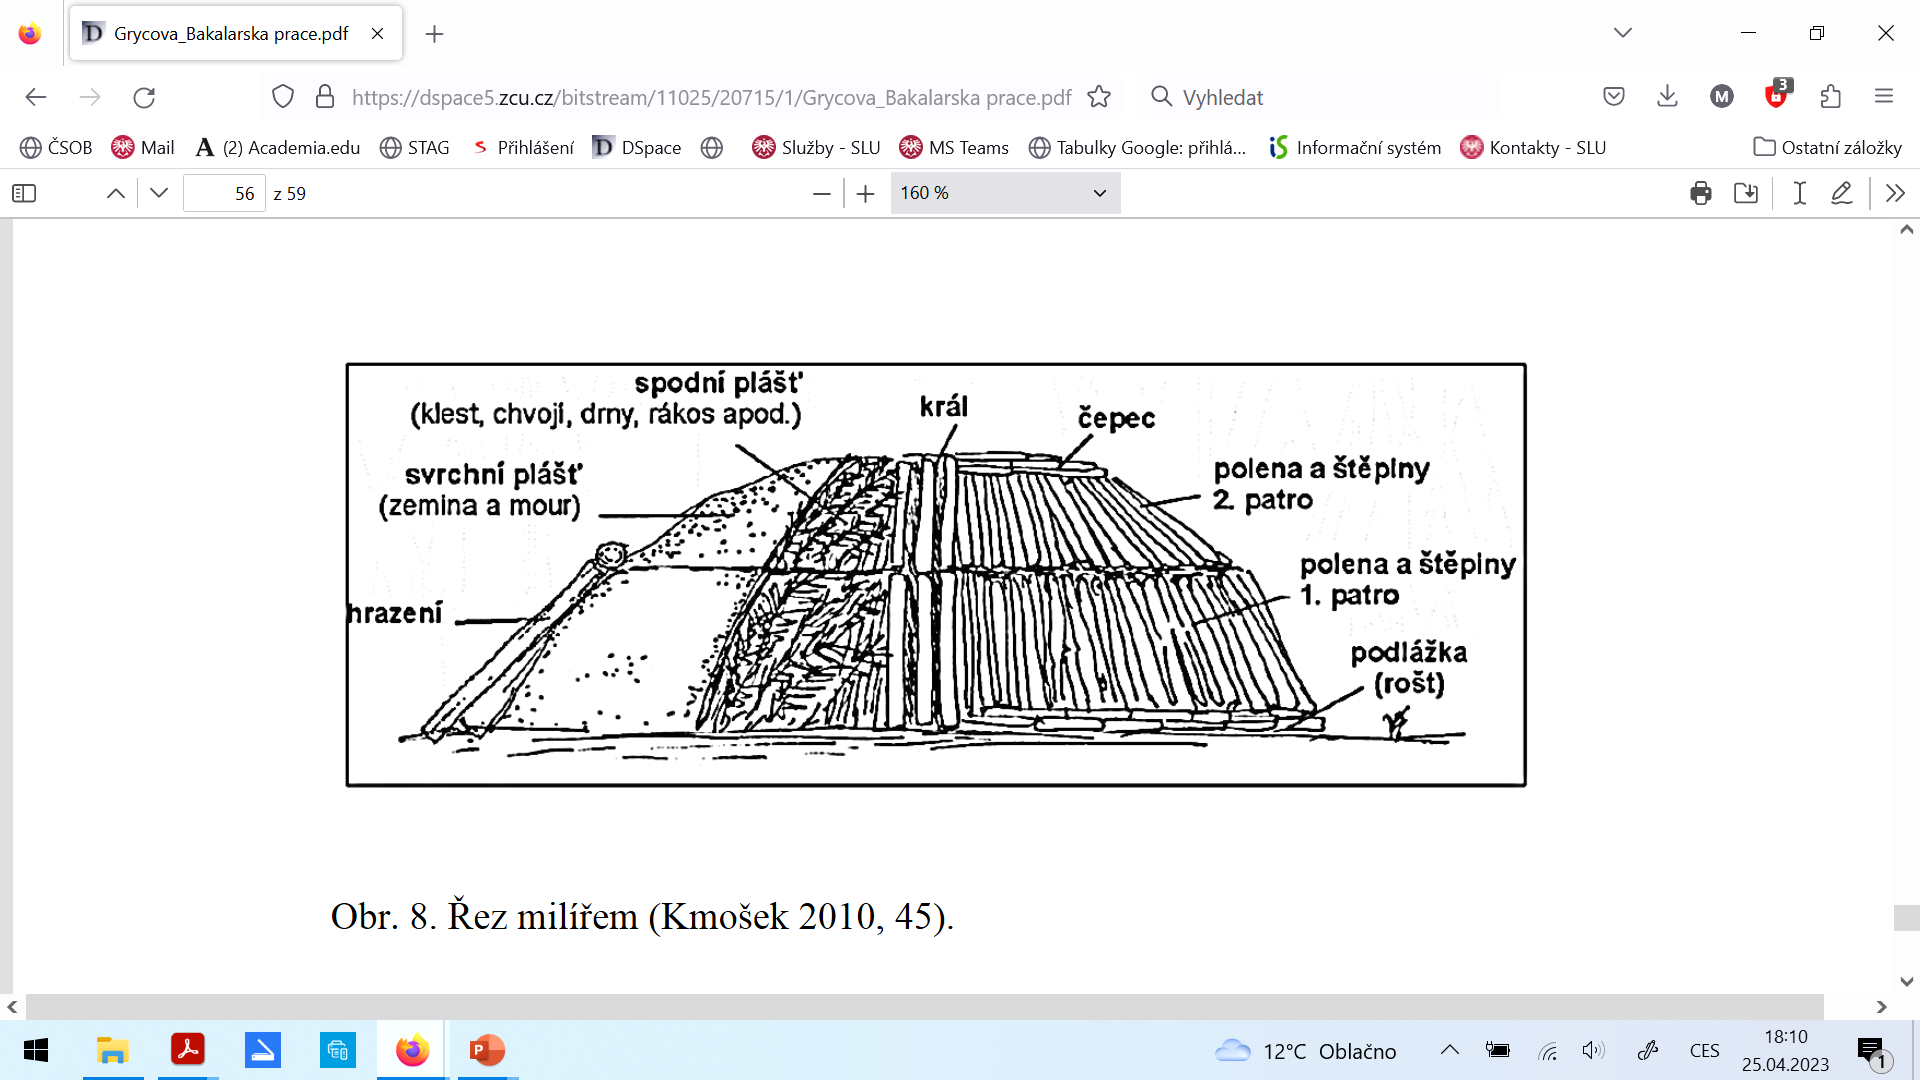 Grycova_Bakalarska prace.pdf
https://dspace5.zcu.cz/bitstream/11025/20715/1/Grycova_Bakalarska prace.pdf
Vyhledat
M
3
ČSOB
Mail
(2) Academia.edu
STAG
Přihlášení
DSpace
Služby - SLU
MS Teams
Tabulky Google: přihlá...
Informační systém
Kontakty - SLU
Ostatní záložky
56 z 59
160 %
spodní plášť
(klest, chvojí, drny, rákos apod.)
král
čepec
svrchní plášť
(zemina a mour)
polena a štěpiny
2. patro
polena a štěpiny
1. patro
hrazení
podlážka
(rošt)
Obr. 8. Řez milířem (Kmošek 2010, 45).
12°C Oblačno
CES
18:10
25.04.2023
1